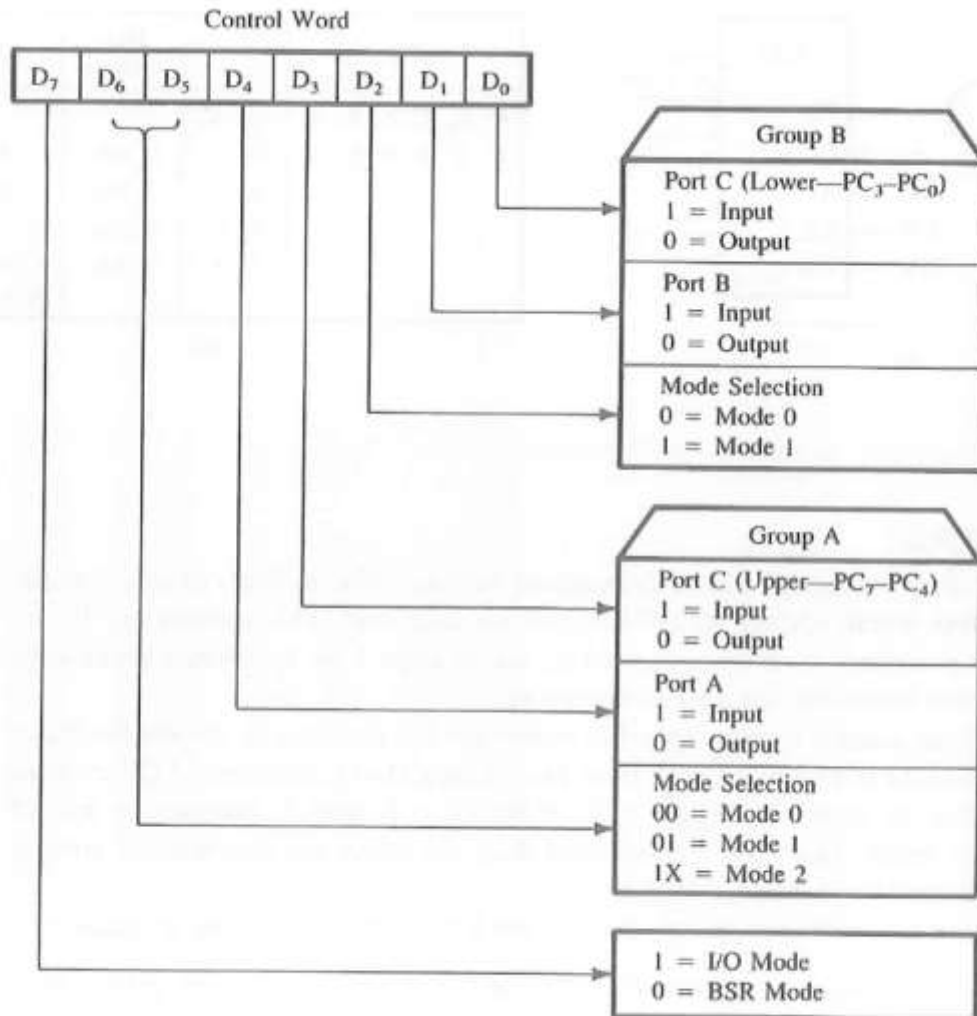 Control Word
D₇ D₆ D₅ D₄ D₃ D₂ D₁ D₀
Group B
Port C (Lower—PC₃–PC₀)
1 = Input
0 = Output
Port B
1 = Input
0 = Output
Mode Selection
0 = Mode 0
1 = Mode 1
Group A
Port C (Upper—PC₇–PC₄)
1 = Input
0 = Output
Port A
1 = Input
0 = Output
Mode Selection
00 = Mode 0
01 = Mode 1
1X = Mode 2
1 = I/O Mode
0 = BSR Mode